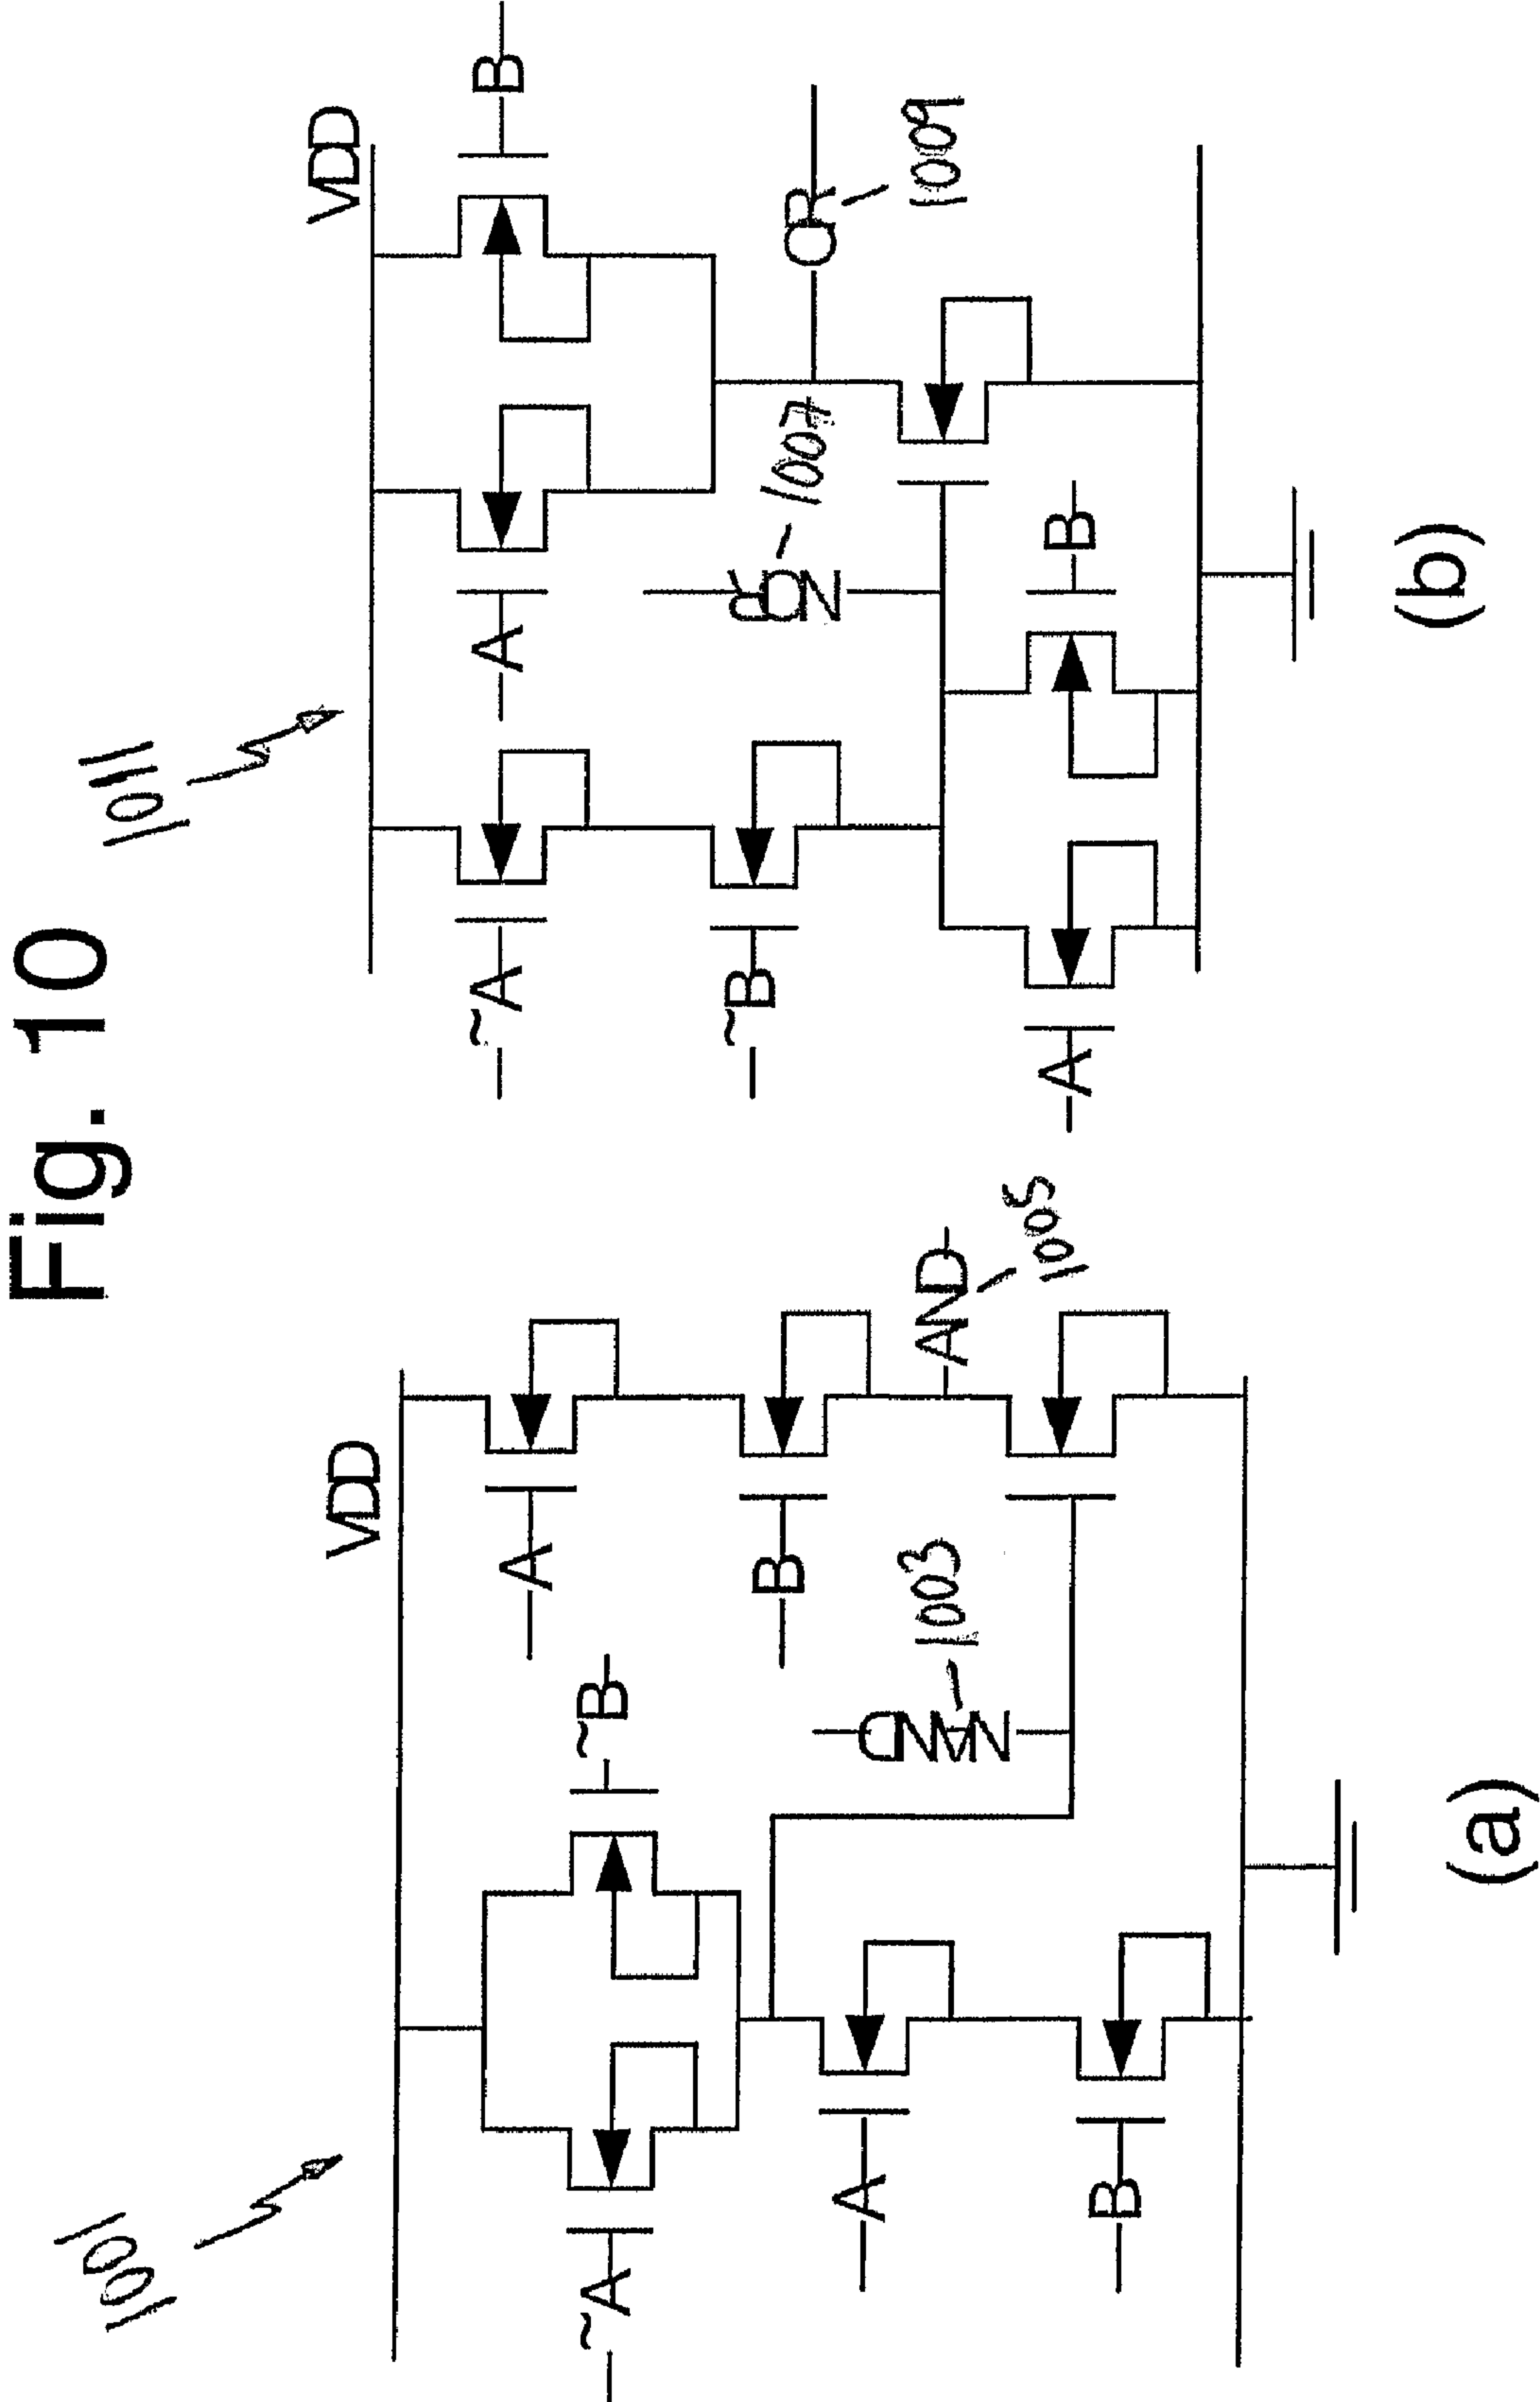 Fig. 10
1001
VDD
~A
~B
A
A
B
B
NAND
1003
AND
1005
(a)
1011
VDD
~A
A
B
~B
NOR
1007
OR
1009
A
B
(b)